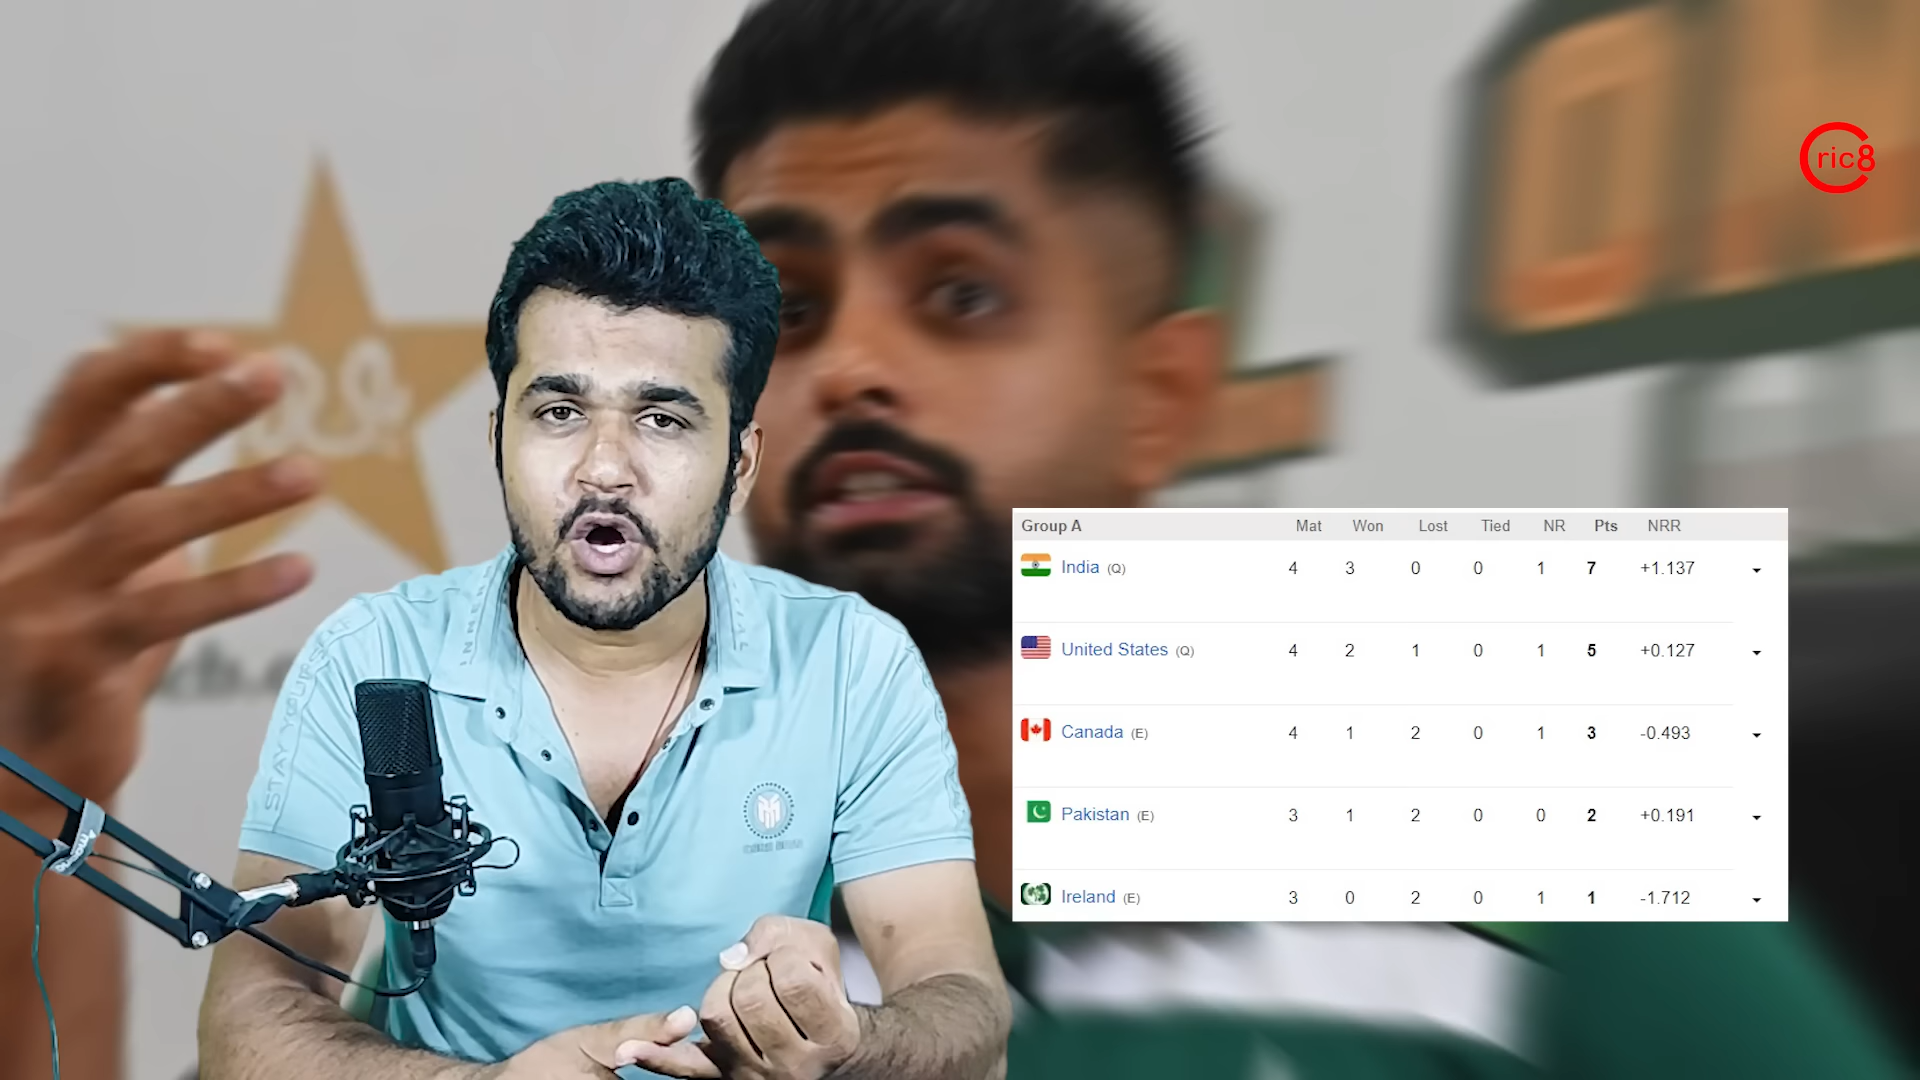 Cric8
Group A Mat Won Lost Tied NR Pts NRR
India (Q) 4 3 0 0 1 7 +1.137
United States (Q) 4 2 1 0 1 5 +0.127
Canada (E) 4 1 2 0 1 3 -0.493
Pakistan (E) 3 1 2 0 0 2 +0.191
Ireland (E) 3 0 2 0 1 1 -1.712
STAY YOURSELF